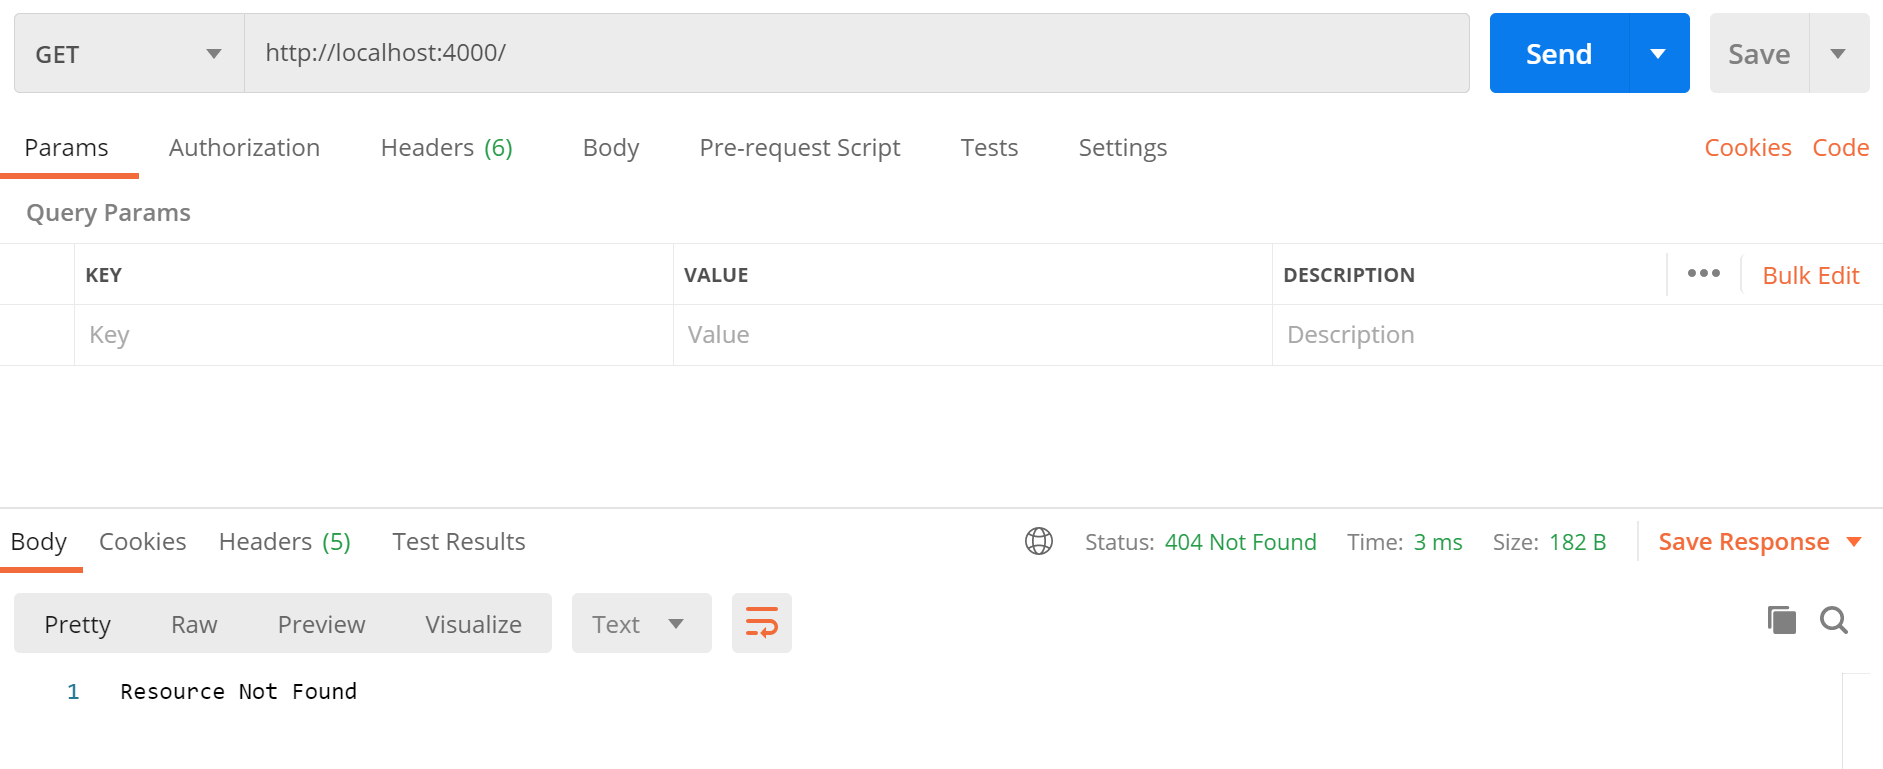 GET http://localhost:4000/ Send Save
Params Authorization Headers (6) Body Pre-request Script Tests Settings Cookies Code
Query Params
KEY VALUE DESCRIPTION ••• Bulk Edit
Key Value Description
Body Cookies Headers (5) Test Results Status: 404 Not Found Time: 3 ms Size: 182 B Save Response
Pretty Raw Preview Visualize Text
1 Resource Not Found